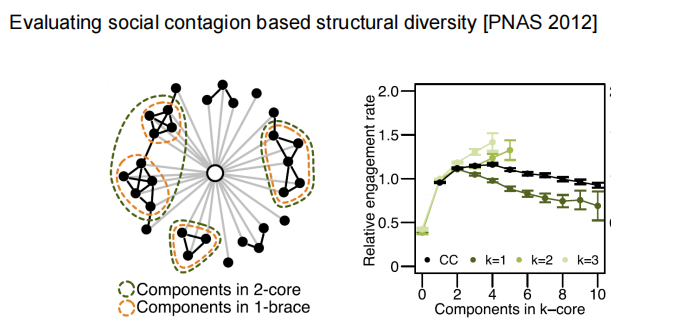 Evaluating social contagion based structural diversity [PNAS 2012]
Components in 2-core
Components in 1-brace
Relative engagement rate
2.0
1.5
1.0
0.5
0
CC k=1 k=2 k=3
0 2 4 6 8 10
Components in k–core